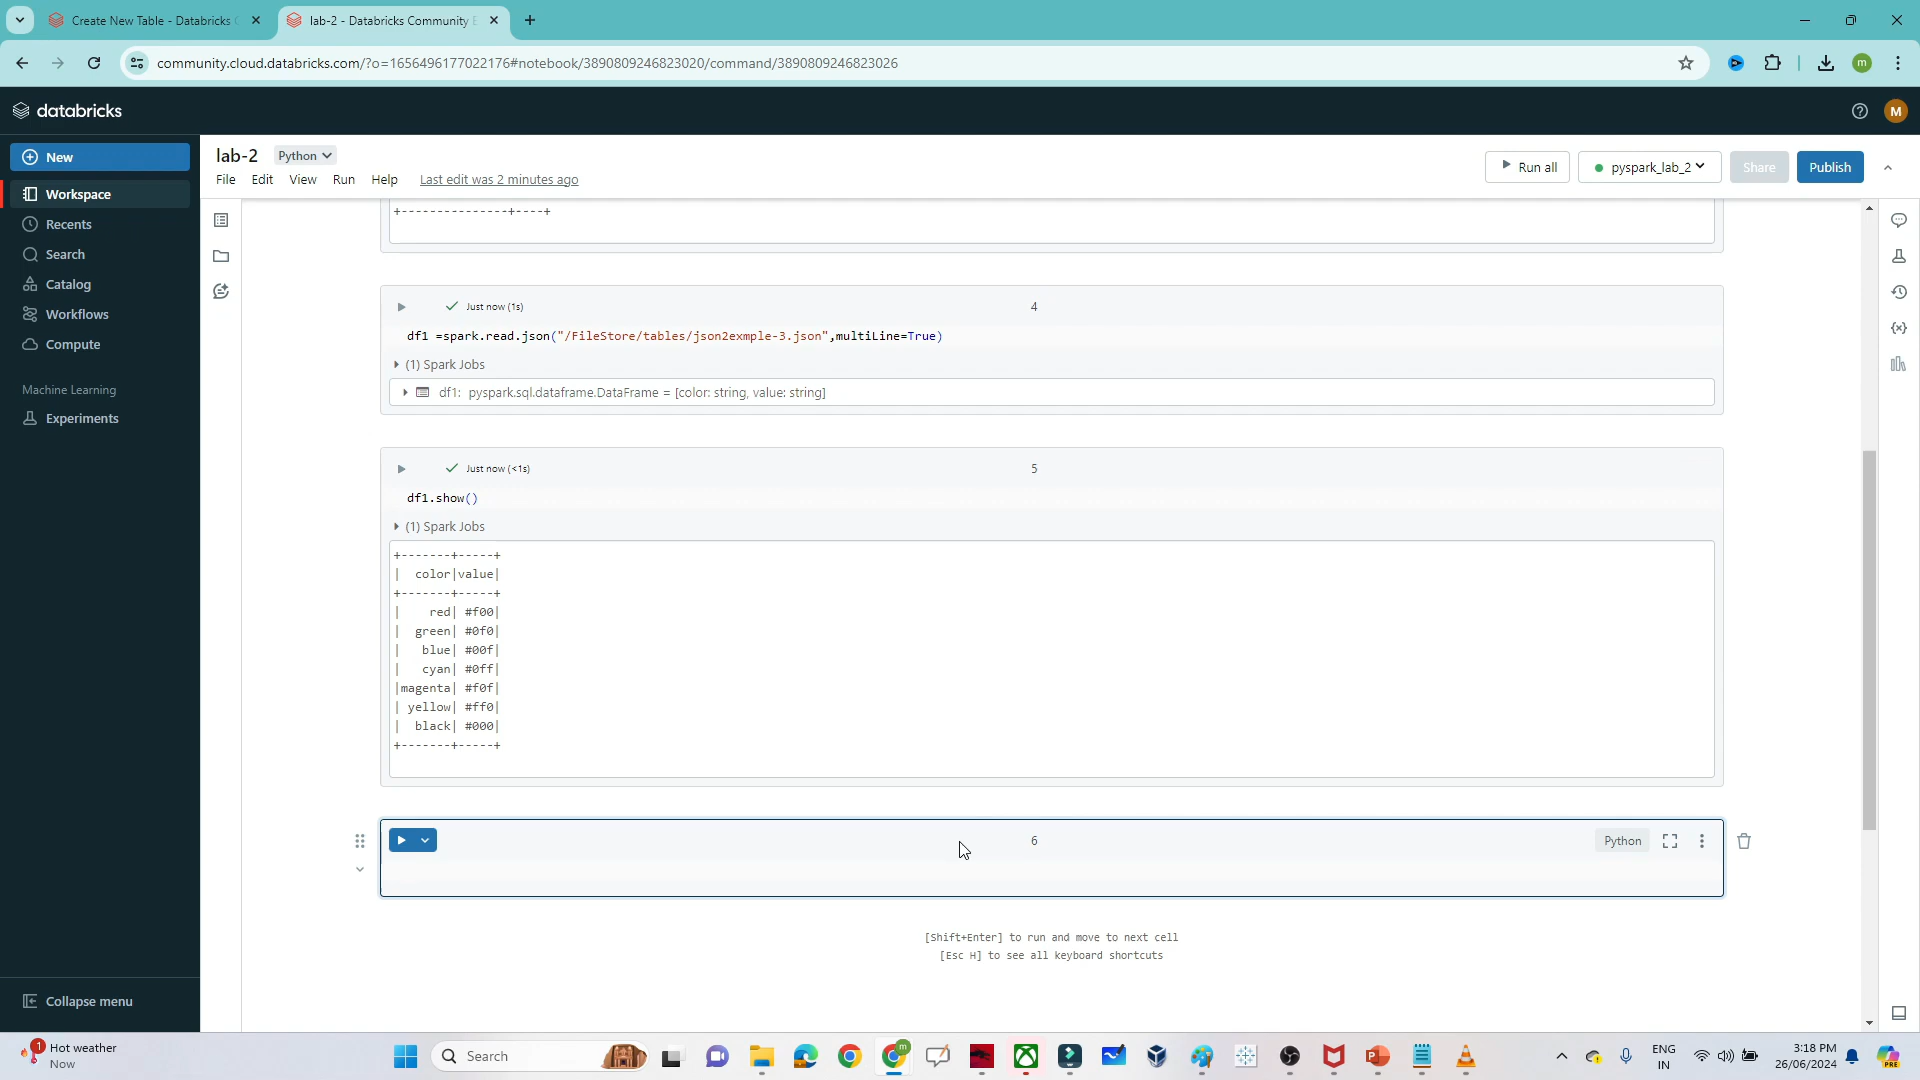 Create New Table - Databricks C
lab-2 - Databricks Community E
community.cloud.databricks.com/?o=1656496177022176#notebook/3890809246823020/command/3890809246823026
m
databricks
M
New
Workspace
Recents
Search
Catalog
Workflows
Compute
Machine Learning
Experiments
Collapse menu
lab-2 Python
File Edit View Run Help Last edit was 2 minutes ago
Run all
pyspark_lab_2
Share
Publish
+---------------+----+
Just now (1s)
4
df1 =spark.read.json("/FileStore/tables/json2exmple-3.json",multiLine=True)
(1) Spark Jobs
df1: pyspark.sql.dataframe.DataFrame = [color: string, value: string]
Just now (<1s)
5
df1.show()
(1) Spark Jobs
+-------+-----+
|  color|value|
+-------+-----+
|    red| #f00|
|  green| #0f0|
|   blue| #00f|
|   cyan| #0ff|
|magenta| #f0f|
| yellow| #ff0|
|  black| #000|
+-------+-----+
6
Python
[Shift+Enter] to run and move to next cell
[Esc H] to see all keyboard shortcuts
1
Hot weather
Now
Search
m
ENG
IN
3:18 PM
26/06/2024
PRE